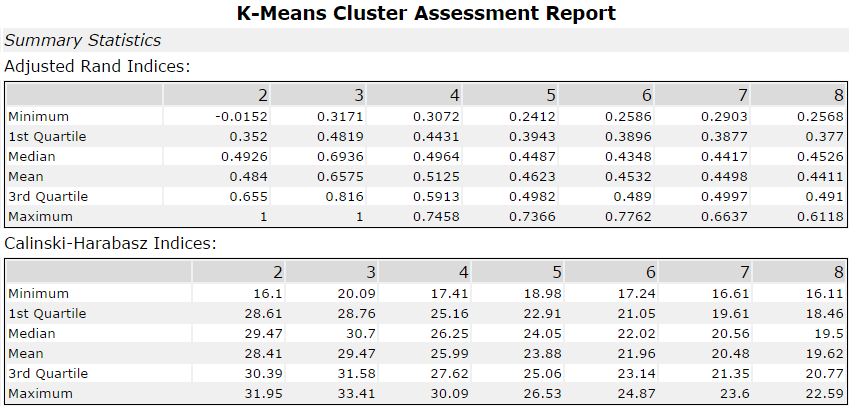 K-Means Cluster Assessment Report
Summary Statistics
Adjusted Rand Indices:
2 3 4 5 6 7 8
Minimum -0.0152 0.3171 0.3072 0.2412 0.2586 0.2903 0.2568
1st Quartile 0.352 0.4819 0.4431 0.3943 0.3896 0.3877 0.377
Median 0.4926 0.6936 0.4964 0.4487 0.4348 0.4417 0.4526
Mean 0.484 0.6575 0.5125 0.4623 0.4532 0.4498 0.4411
3rd Quartile 0.655 0.816 0.5913 0.4982 0.489 0.4997 0.491
Maximum 1 1 0.7458 0.7366 0.7762 0.6637 0.6118
Calinski-Harabasz Indices:
2 3 4 5 6 7 8
Minimum 16.1 20.09 17.41 18.98 17.24 16.61 16.11
1st Quartile 28.61 28.76 25.16 22.91 21.05 19.61 18.46
Median 29.47 30.7 26.25 24.05 22.02 20.56 19.5
Mean 28.41 29.47 25.99 23.88 21.96 20.48 19.62
3rd Quartile 30.39 31.58 27.62 25.06 23.14 21.35 20.77
Maximum 31.95 33.41 30.09 26.53 24.87 23.6 22.59